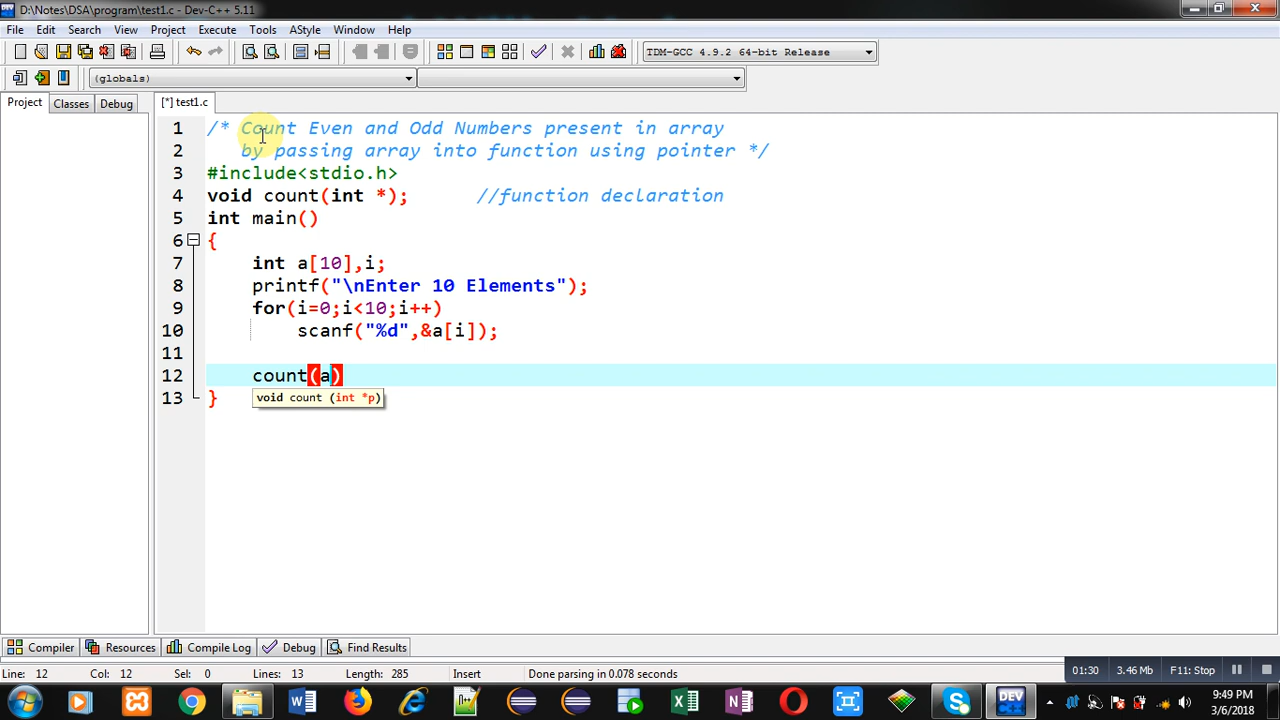 D:\Notes\DSA\program\test1.c - Dev-C++ 5.11
File Edit Search View Project Execute Tools AStyle Window Help
TDM-GCC 4.9.2 64-bit Release
(globals)
Project Classes Debug [*] test1.c
1 /* Count Even and Odd Numbers present in array
2 by passing array into function using pointer */
3 #include<stdio.h>
4 void count(int *); //function declaration
5 int main()
6 {
7 int a[10],i;
8 printf("\nEnter 10 Elements");
9 for(i=0;i<10;i++)
10 scanf("%d",&a[i]);
11
12 count(a)
13 }
void count (int *p)
Compiler Resources Compile Log Debug Find Results
Line: 12 Col: 12 Sel: 0 Lines: 13 Length: 285 Insert Done parsing in 0.078 seconds
01:30 3.46 Mb F11: Stop
DEV
9:49 PM
3/6/2018